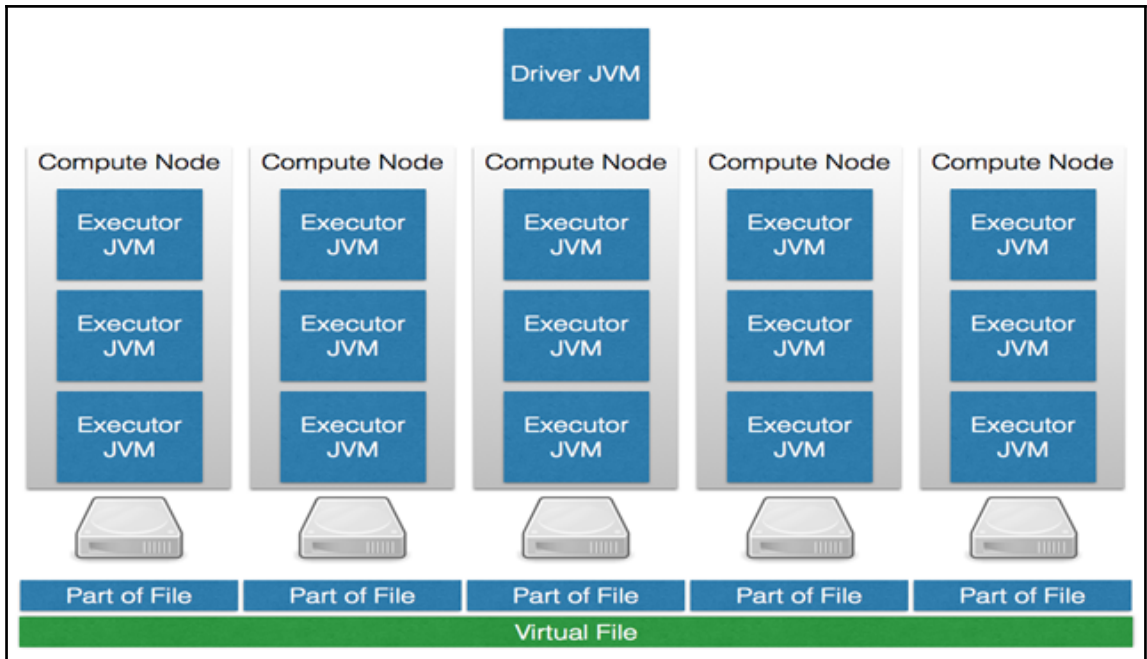 Driver JVM
Compute Node
Compute Node
Compute Node
Compute Node
Compute Node
Executor
JVM
Executor
JVM
Executor
JVM
Executor
JVM
Executor
JVM
Executor
JVM
Executor
JVM
Executor
JVM
Executor
JVM
Executor
JVM
Executor
JVM
Executor
JVM
Executor
JVM
Executor
JVM
Executor
JVM
Part of File
Part of File
Part of File
Part of File
Part of File
Virtual File